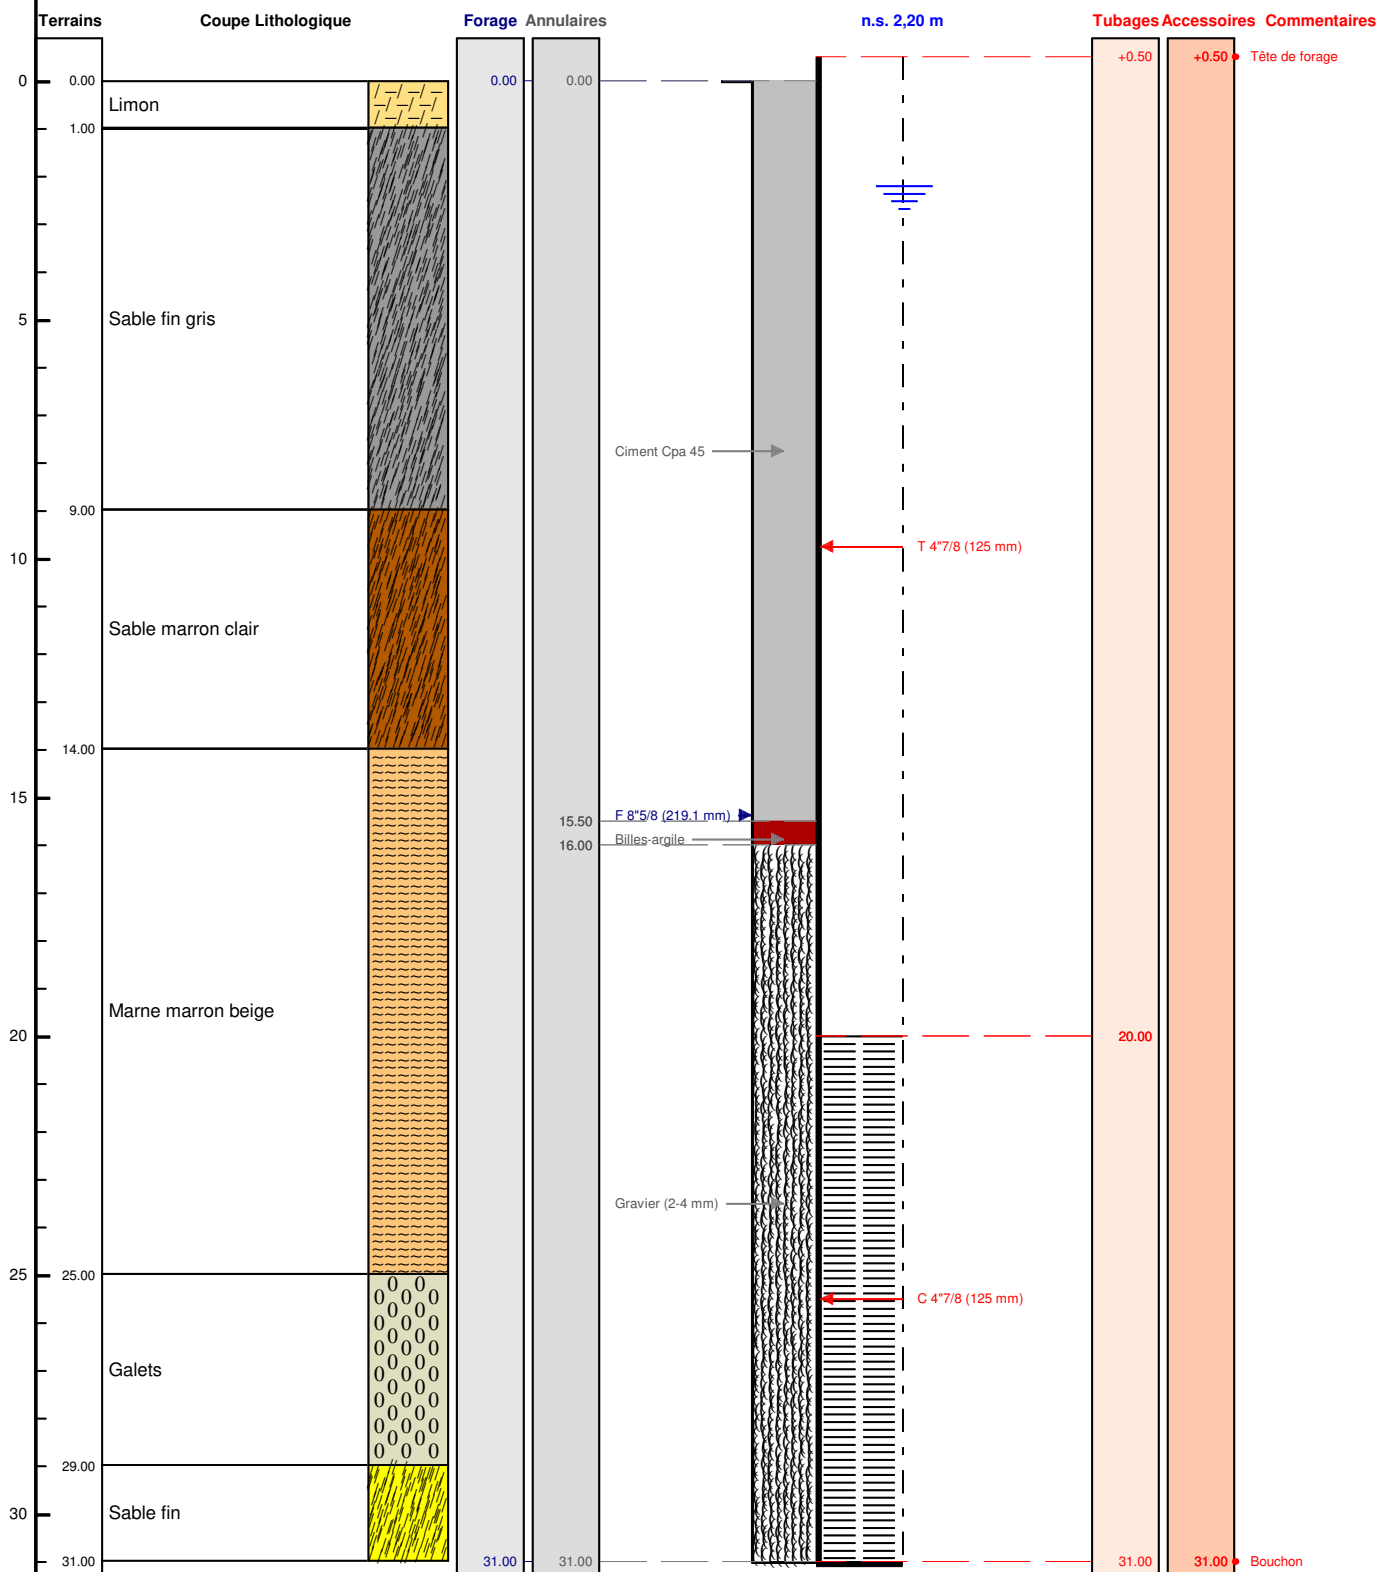 Terrains Coupe Lithologique Forage Annulaires n.s. 2,20 m Tubages Accessoires Commentaires
+0.50 +0.50 Tête de forage
0 0.00 0.00 0.00
Limon
1.00
5 Sable fin gris
Ciment Cpa 45
9.00
T 4"7/8 (125 mm)
10
Sable marron clair
14.00
15
F 8"5/8 (219.1 mm)
15.50
Billes-argile
16.00
Marne marron beige
20 20.00
Gravier (2-4 mm)
25 25.00
C 4"7/8 (125 mm)
Galets
29.00
30 Sable fin
31.00 31.00 31.00 31.00 31.00 Bouchon